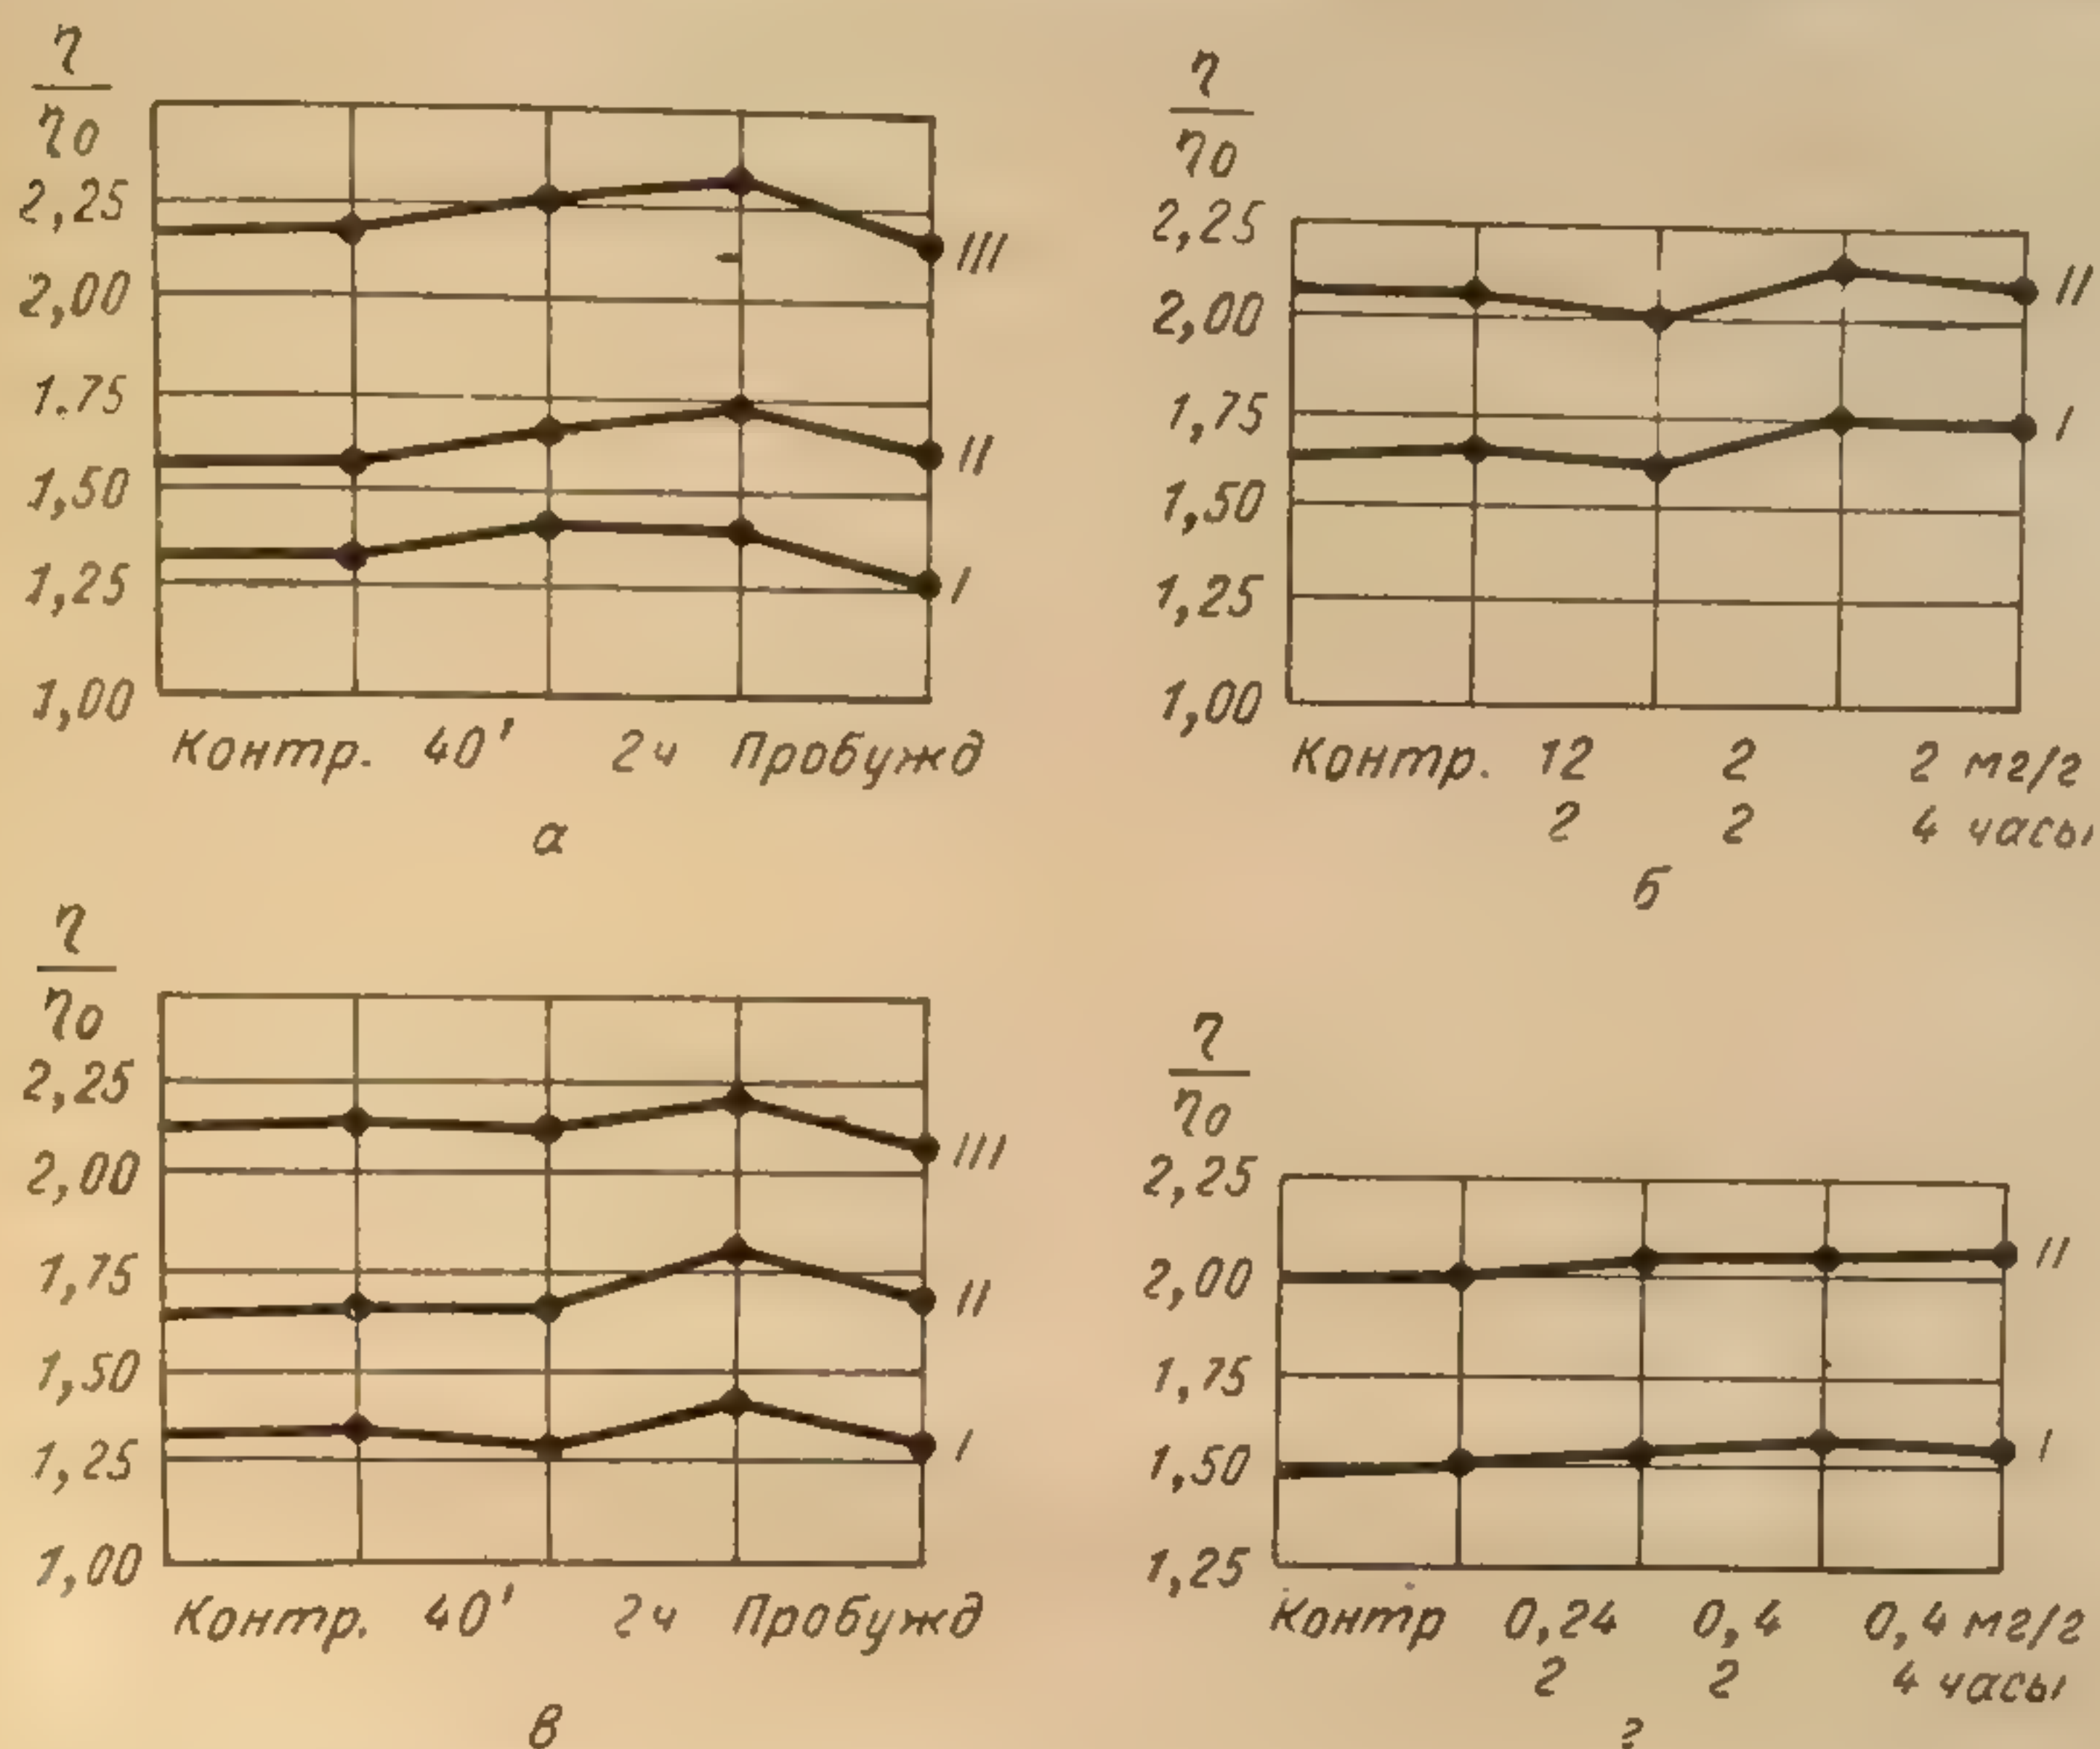 η
η0
2,25
2,00
1.75
1,50
1,25
1,00
III
II
I
Контр. 40' 2ч Пробужд
а
η
η0
2,25
2,00
1,75
1,50
1,25
1,00
II
I
Контр. 12 2 2 мг/г
2 2 4 часы
б
η
η0
2,25
2,00
1,75
1,50
1,25
1,00
III
II
I
Контр. 40' 2ч Пробужд
в
η
η0
2,25
2,00
1,75
1,50
1,25
II
I
Контр 0,24 0,4 0,4 мг/г
2 2 4 часы
г